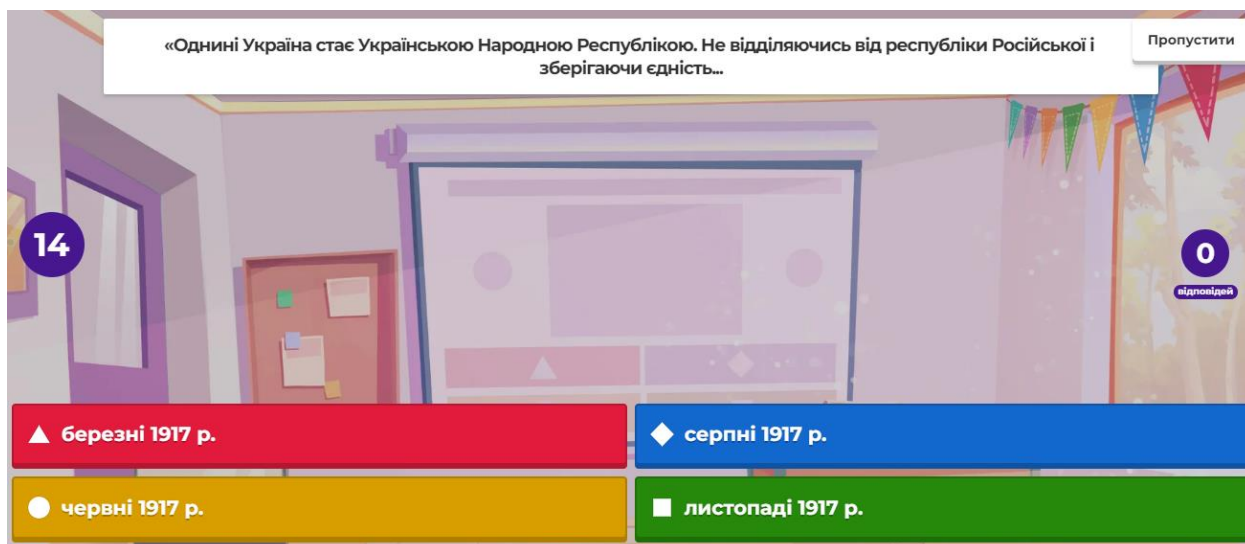 «Однині Україна стає Українською Народною Республікою. Не відділяючись від республіки Російської і
зберігаючи єдність...
Пропустити
14
0
відповідей
березні 1917 р.
серпні 1917 р.
червні 1917 р.
листопаді 1917 р.